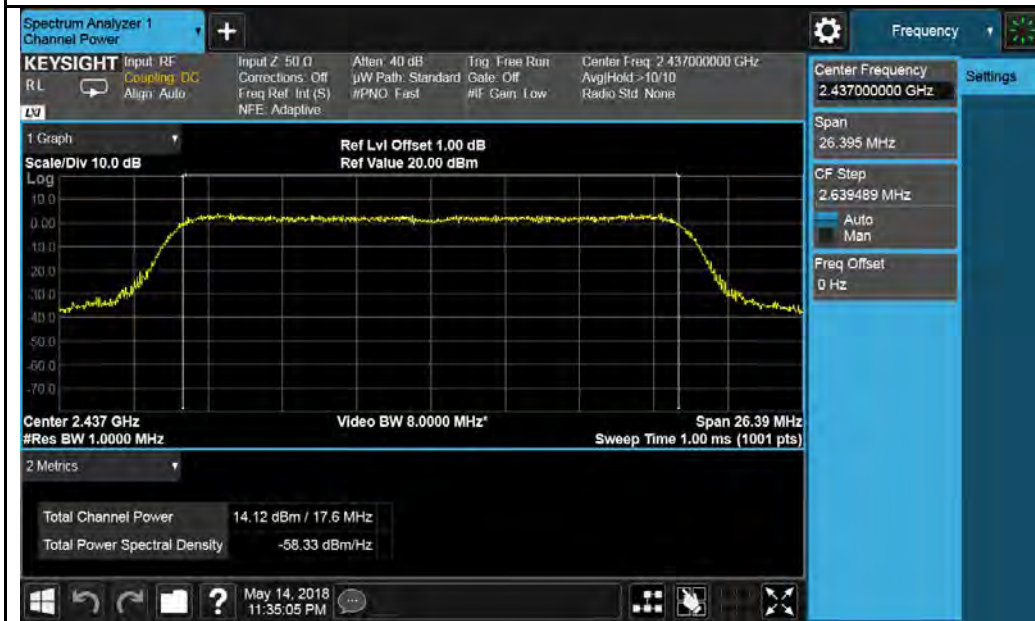 Spectrum Analyzer 1
Channel Power
Frequency
KEYSIGHT
RL
LXI
Input: RF
Coupling: DC
Align: Auto
Input Z: 50 Ω
Corrections: Off
Freq Ref: Int (S)
NFE: Adaptive
Atten: 40 dB
µW Path: Standard
#PNO: Fast
Trig: Free Run
Gate: Off
#IF Gain: Low
Center Freq: 2.437000000 GHz
Avg|Hold:>10/10
Radio Std: None
Center Frequency
2.437000000 GHz
Settings
Span
26.395 MHz
CF Step
2.639489 MHz
Auto
Man
Freq Offset
0 Hz
1 Graph
Scale/Div 10.0 dB
Ref Lvl Offset 1.00 dB
Ref Value 20.00 dBm
Log
10.0
0.00
-10.0
-20.0
-30.0
-40.0
-50.0
-60.0
-70.0
Center 2.437 GHz
#Res BW 1.0000 MHz
Video BW 8.0000 MHz*
Span 26.39 MHz
Sweep Time 1.00 ms (1001 pts)
2 Metrics
Total Channel Power 14.12 dBm / 17.6 MHz
Total Power Spectral Density -58.33 dBm/Hz
?
May 14, 2018
11:35:05 PM